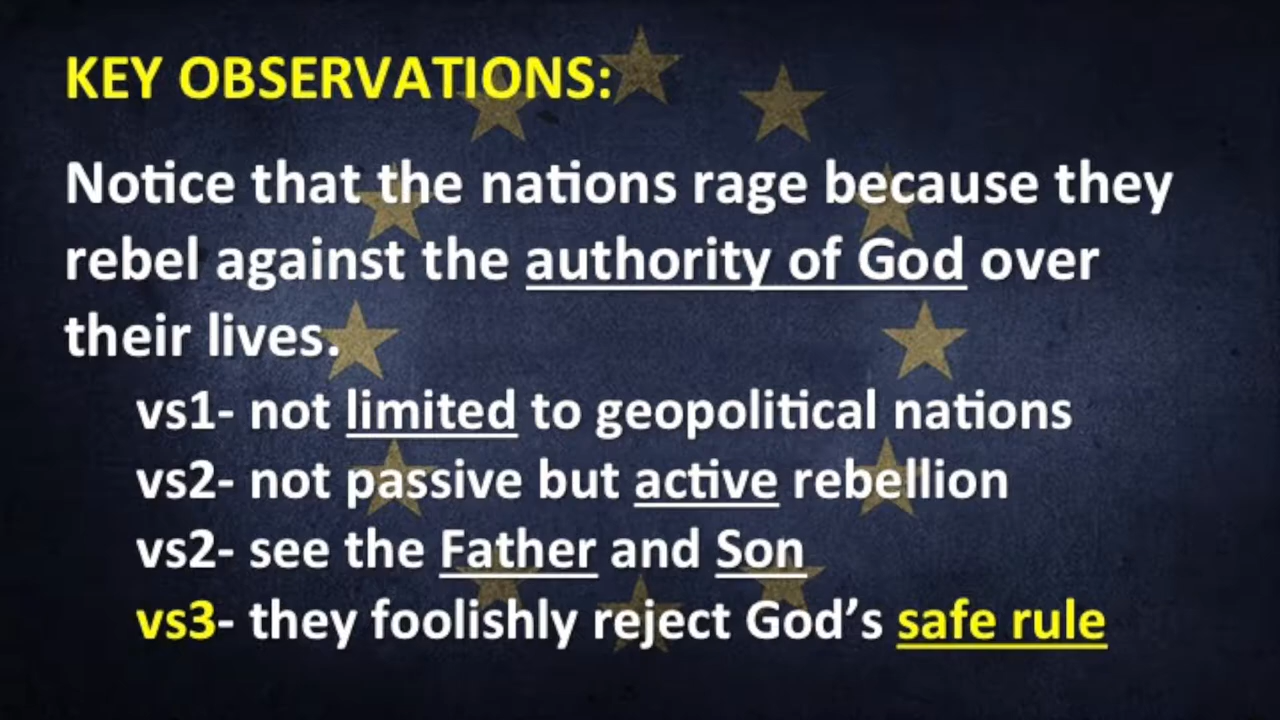 KEY OBSERVATIONS:
Notice that the nations rage because they
rebel against the authority of God over
their lives.
vs1- not limited to geopolitical nations
vs2- not passive but active rebellion
vs2- see the Father and Son
vs3- they foolishly reject God’s safe rule